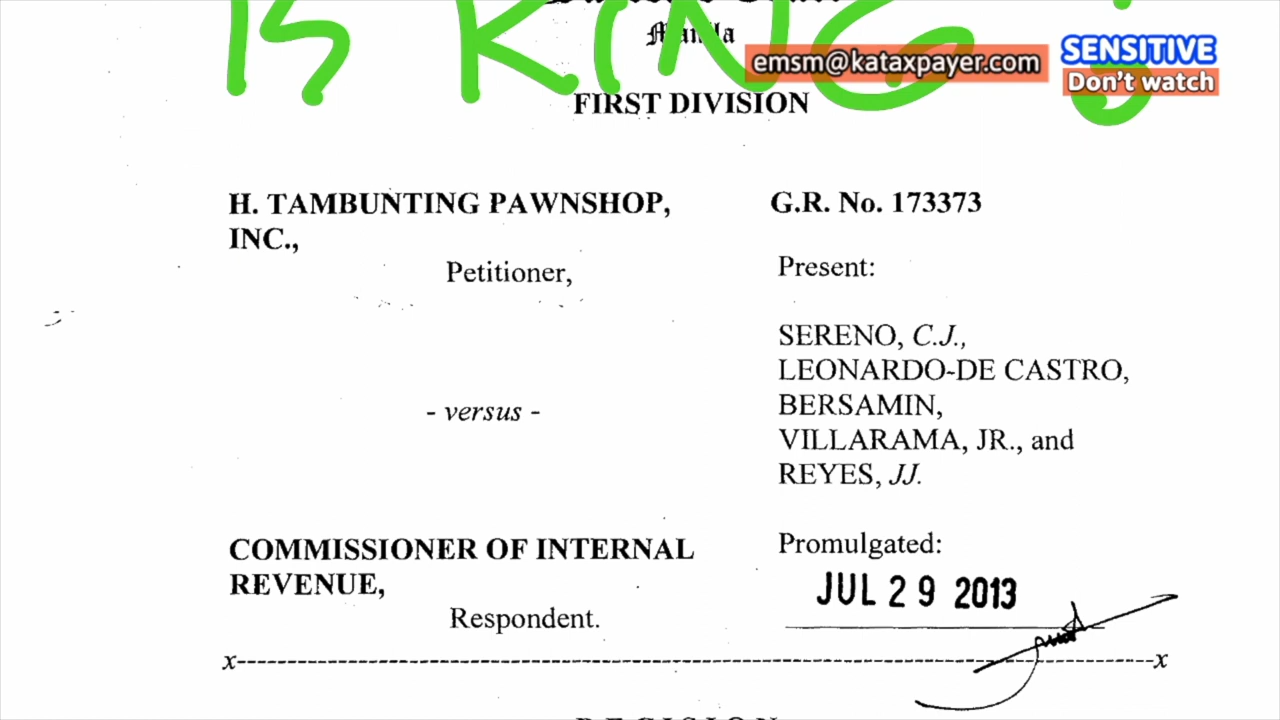 IS KING
Manila
emsm@kataxpayer.com
SENSITIVE
Don't watch
FIRST DIVISION
H. TAMBUNTING PAWNSHOP,
INC.,
Petitioner,
- versus -
COMMISSIONER OF INTERNAL
REVENUE,
Respondent.
G.R. No. 173373
Present:
SERENO, C.J.,
LEONARDO-DE CASTRO,
BERSAMIN,
VILLARAMA, JR., and
REYES, JJ.
Promulgated:
JUL 29 2013
x-----------------------------------------------------------------------------------------x
DECISION